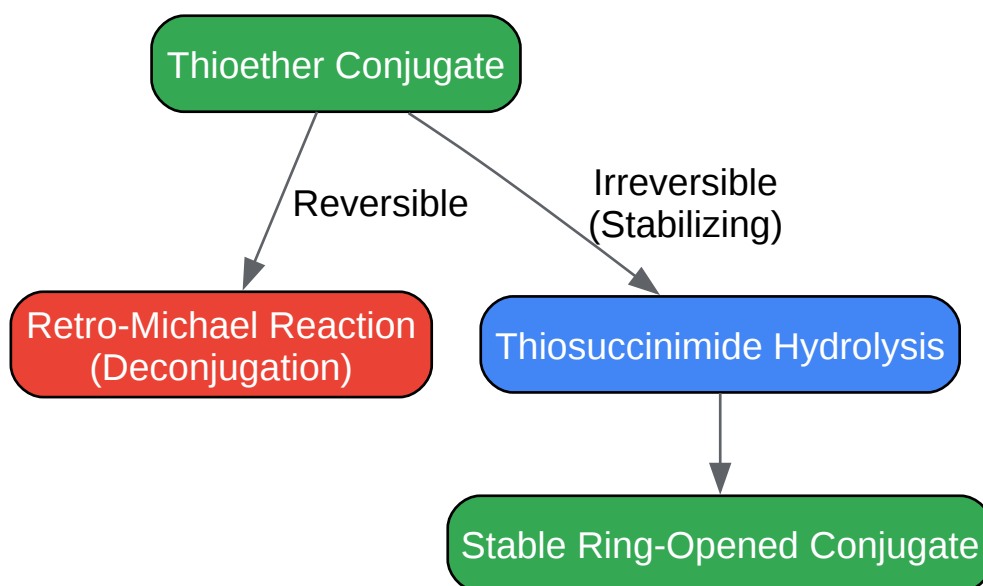 Thioether Conjugate
Reversible
Irreversible
(Stabilizing)
Retro-Michael Reaction
(Deconjugation)
Thiosuccinimide Hydrolysis
Stable Ring-Opened Conjugate